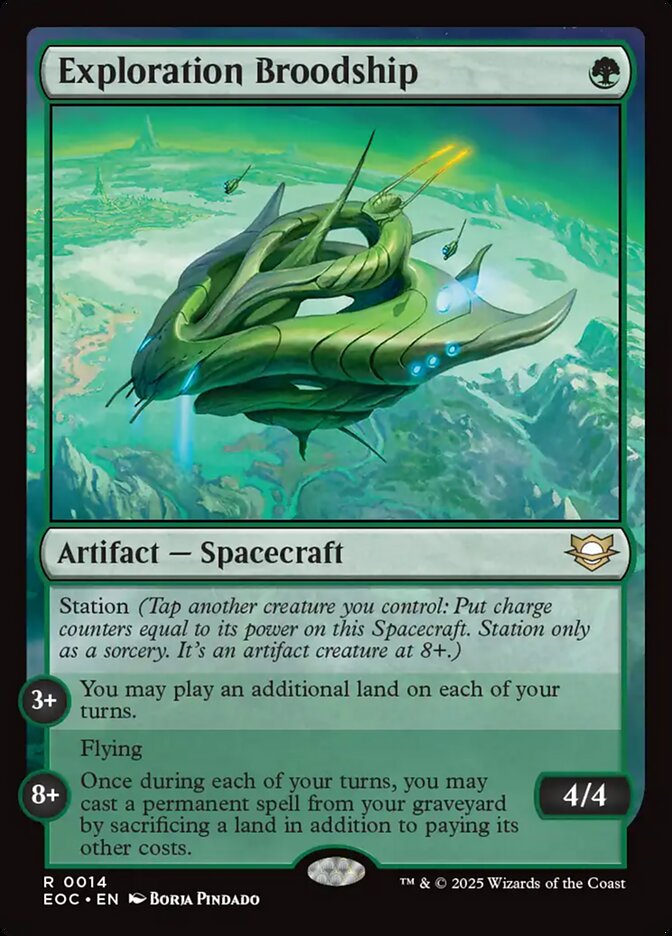 Exploration Broodship
Artifact — Spacecraft
Station (Tap another creature you control: Put charge
counters equal to its power on this Spacecraft. Station only
as a sorcery. It's an artifact creature at 8+.)
3+
You may play an additional land on each of your
turns.
Flying
8+
Once during each of your turns, you may
cast a permanent spell from your graveyard
by sacrificing a land in addition to paying its
other costs.
4/4
R 0014
EOC • EN Borja Pindado
™ & © 2025 Wizards of the Coast